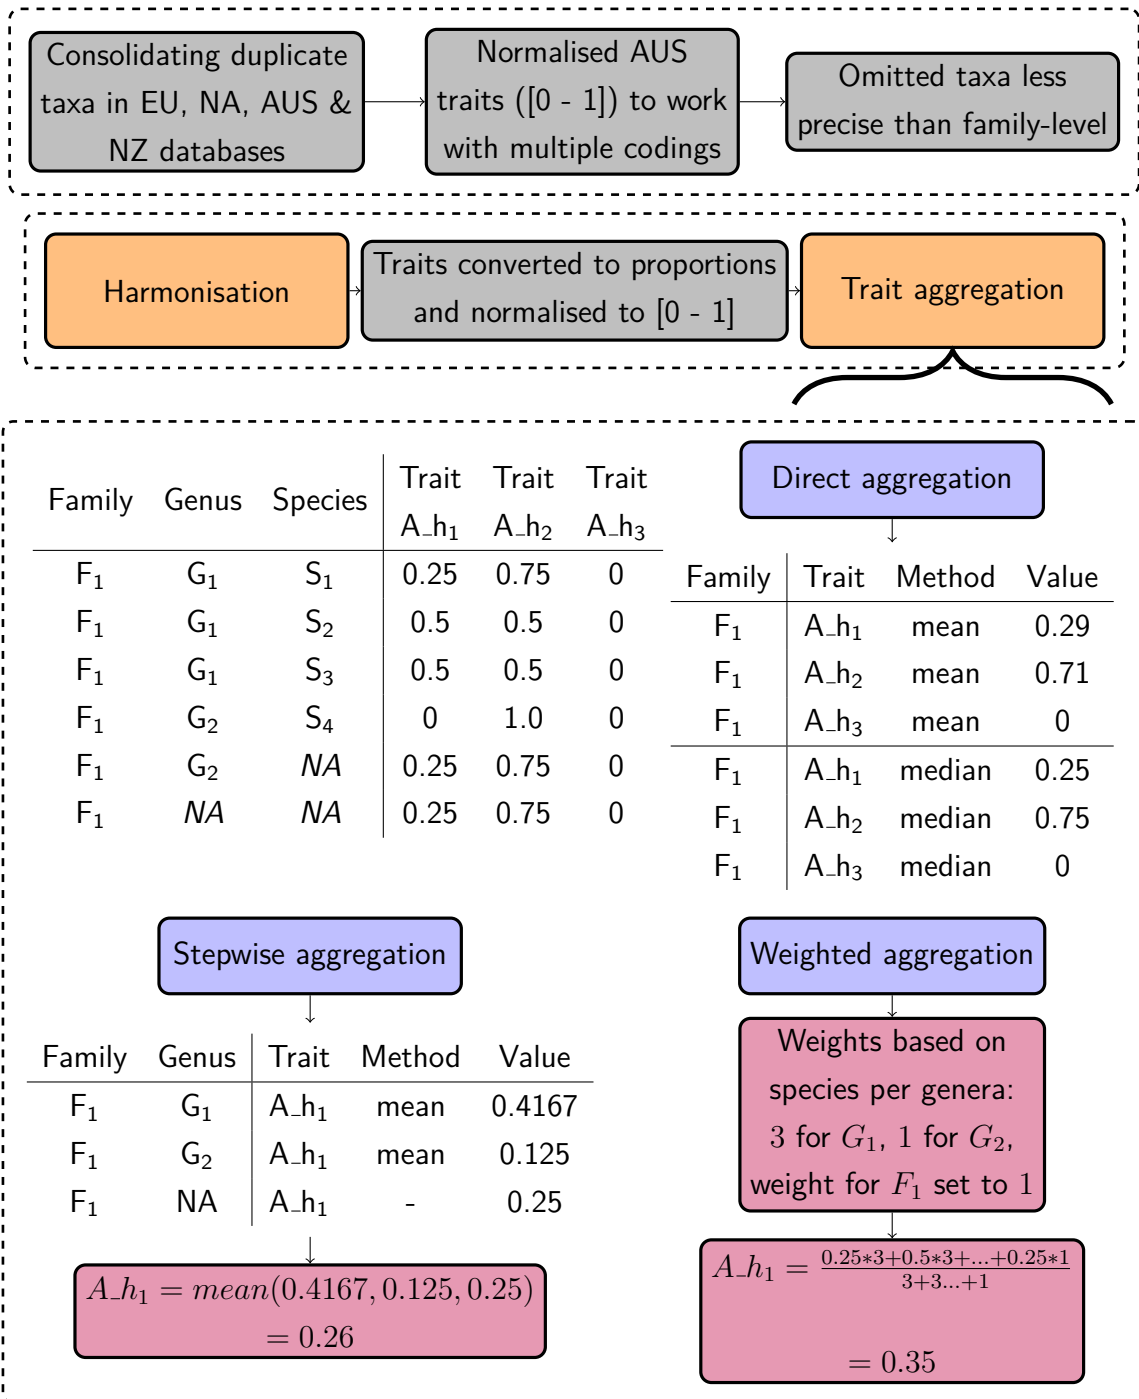 Consolidating duplicate
taxa in EU, NA, AUS &
NZ databases
Normalised AUS
traits ([0 - 1]) to work
with multiple codings
Omitted taxa less
precise than family-level
Harmonisation
Traits converted to proportions
and normalised to [0 - 1]
Trait aggregation
Family Genus Species Trait A_h₁ Trait A_h₂ Trait A_h₃
F₁ G₁ S₁ 0.25 0.75 0
F₁ G₁ S₂ 0.5 0.5 0
F₁ G₁ S₃ 0.5 0.5 0
F₁ G₂ S₄ 0 1.0 0
F₁ G₂ NA 0.25 0.75 0
F₁ NA NA 0.25 0.75 0
Direct aggregation
Family Trait Method Value
F₁ A_h₁ mean 0.29
F₁ A_h₂ mean 0.71
F₁ A_h₃ mean 0
F₁ A_h₁ median 0.25
F₁ A_h₂ median 0.75
F₁ A_h₃ median 0
Stepwise aggregation
Family Genus Trait Method Value
F₁ G₁ A_h₁ mean 0.4167
F₁ G₂ A_h₁ mean 0.125
F₁ NA A_h₁ - 0.25
A_h₁ = mean(0.4167, 0.125, 0.25)
= 0.26
Weighted aggregation
Weights based on
species per genera:
3 for G₁, 1 for G₂,
weight for F₁ set to 1
A_h₁ = (0.25*3+0.5*3+...+0.25*1)/(3+3...+1)
= 0.35